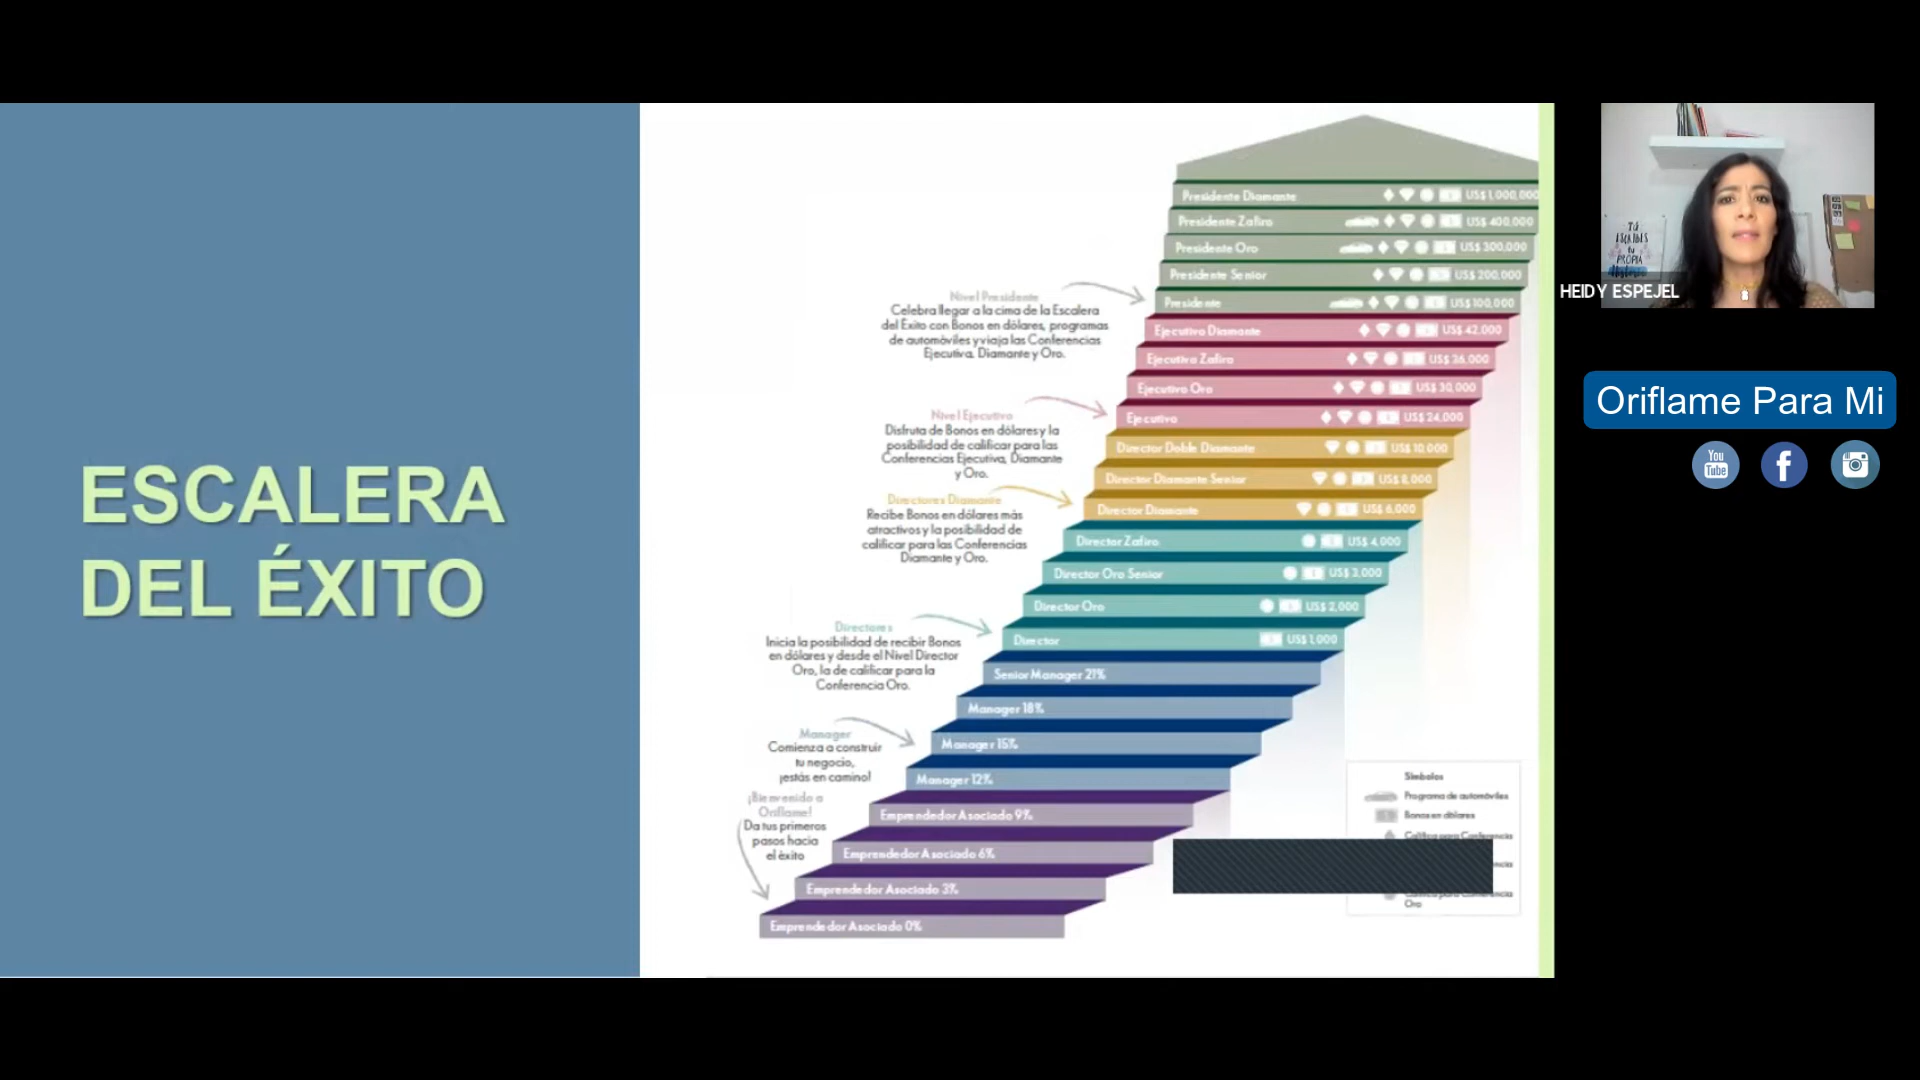 ESCALERA
DEL ÉXITO
Presidente Diamante US$ 1,000,000
Presidente Zafiro US$ 400,000
Presidente Oro US$ 300,000
Presidente Senior US$ 200,000
Presidente US$ 100,000
Ejecutivo Diamante US$ 42,000
Ejecutivo Zafiro US$ 36,000
Ejecutivo Oro US$ 30,000
Ejecutivo US$ 24,000
Director Doble Diamante US$ 10,000
Director Diamante Senior US$ 8,000
Director Diamante US$ 6,000
Director Zafiro US$ 4,000
Director Oro Senior US$ 3,000
Director Oro US$ 2,000
Director US$ 1,000
Senior Manager 21%
Manager 18%
Manager 15%
Manager 12%
Emprendedor Asociado 9%
Emprendedor Asociado 6%
Emprendedor Asociado 3%
Emprendedor Asociado 0%
Nivel Presidente
Celebra llegar a la cima de la Escalera
del Éxito con Bonos en dólares, programas
de automóviles y viaja las Conferencias
Ejecutiva, Diamante y Oro.
Nivel Ejecutivo
Disfruta de Bonos en dólares y la
posibilidad de calificar para las
Conferencias Ejecutiva, Diamante
y Oro.
Directores Diamante
Recibe Bonos en dólares más
atractivos y la posibilidad de
calificar para las Conferencias
Diamante y Oro.
Directores
Inicia la posibilidad de recibir Bonos
en dólares y desde el Nivel Director
Oro, la de calificar para la
Conferencia Oro.
Manager
Comienza a construir
tu negocio,
¡estás en camino!
¡Bienvenido a
Oriflame!
Da tus primeros
pasos hacia
el éxito
Símbolos
Programa de automóviles
Bonos en dólares
Califica para Conferencia
Califica para Conferencia
Oro
TÚ
ESCRIBES
tu
PROPIA
HEIDY ESPEJEL
Oriflame Para Mi
You
Tube
f